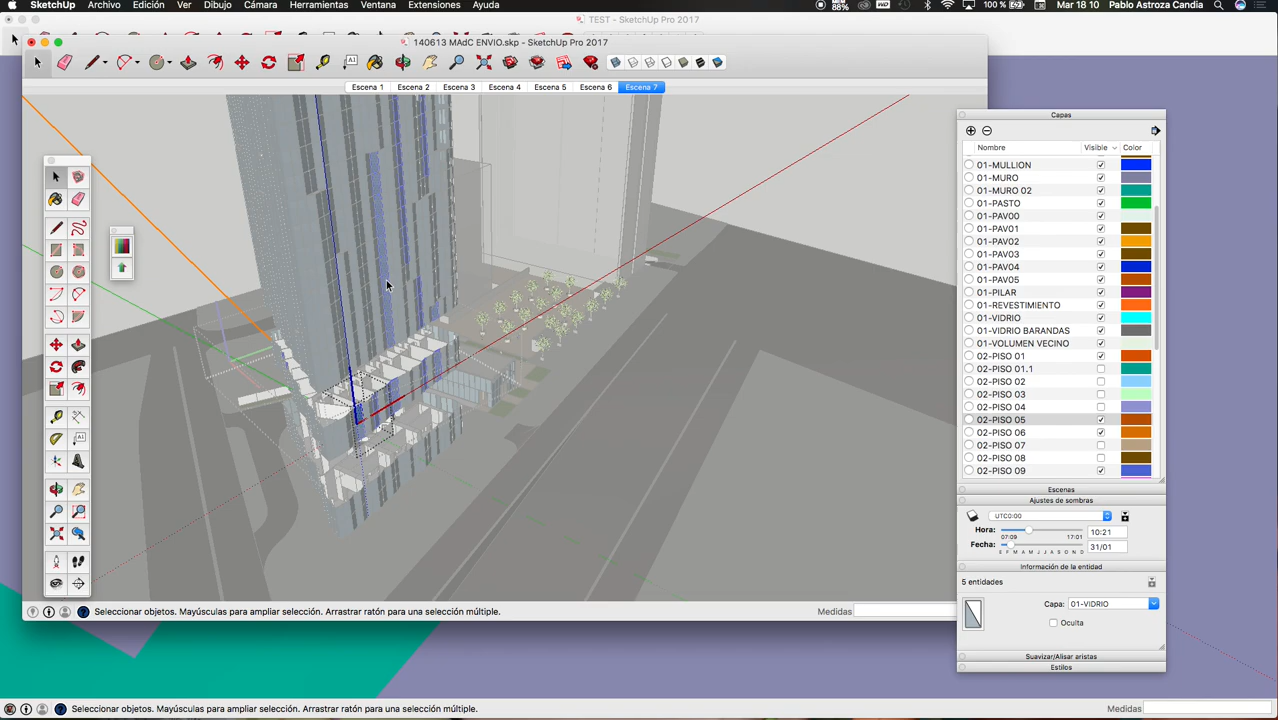 SketchUp Archivo Edición Ver Dibujo Cámara Herramientas Ventana Extensiones Ayuda
88% MEM WD 100 % Mar 18 10 Pablo Astroza Candia
TEST - SketchUp Pro 2017
140613 MAdC ENVIO.skp - SketchUp Pro 2017
Escena 1 Escena 2 Escena 3 Escena 4 Escena 5 Escena 6 Escena 7
Capas
Nombre Visible Color
01-MULLION
01-MURO
01-MURO 02
01-PASTO
01-PAV00
01-PAV01
01-PAV02
01-PAV03
01-PAV04
01-PAV05
01-PILAR
01-REVESTIMIENTO
01-VIDRIO
01-VIDRIO BARANDAS
01-VOLUMEN VECINO
02-PISO 01
02-PISO 01.1
02-PISO 02
02-PISO 03
02-PISO 04
02-PISO 05
02-PISO 06
02-PISO 07
02-PISO 08
02-PISO 09
Escenas
Ajustes de sombras
UTC0:00
Hora: 10:21
07:09 17:01
Fecha: 31/01
E F M A M J J A S O N D
Información de la entidad
5 entidades
Capa: 01-VIDRIO
Oculta
Suavizar/Alisar aristas
Estilos
Seleccionar objetos. Mayúsculas para ampliar selección. Arrastrar ratón para una selección múltiple.
Medidas
Seleccionar objetos. Mayúsculas para ampliar selección. Arrastrar ratón para una selección múltiple.
Medidas